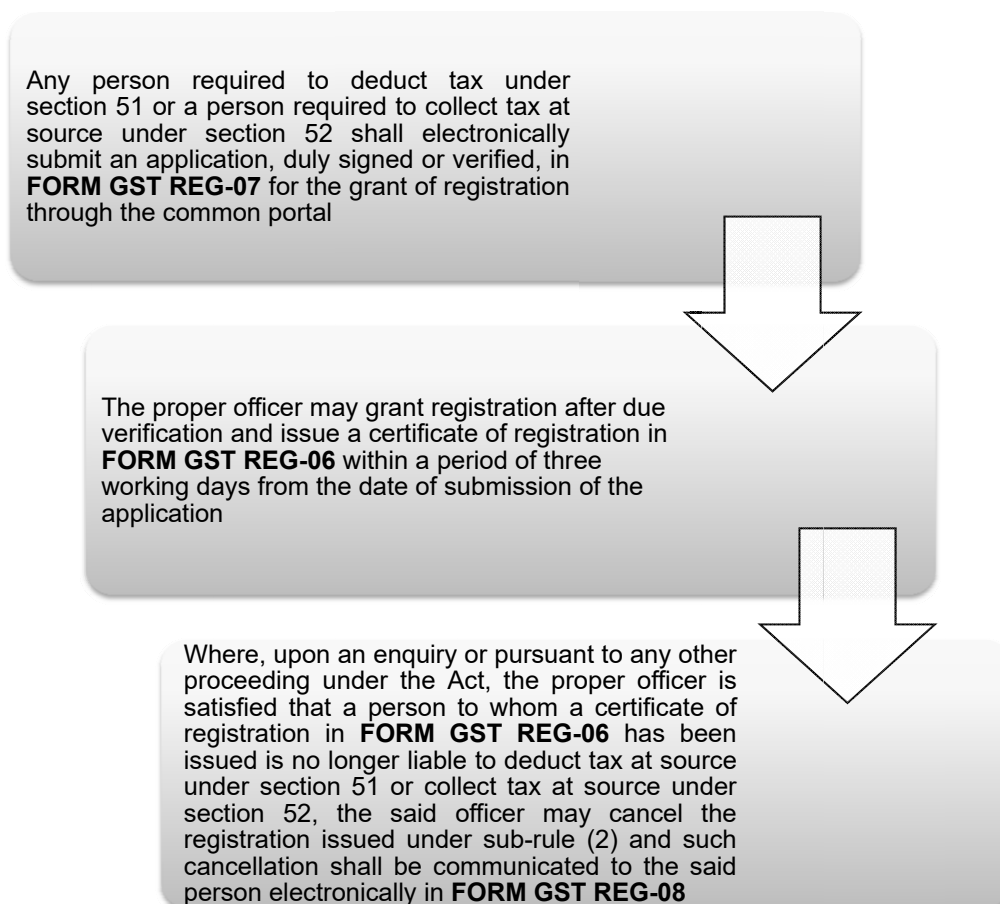 Any person required to deduct tax under
section 51 or a person required to collect tax at
source under section 52 shall electronically
submit an application, duly signed or verified, in
FORM GST REG-07 for the grant of registration
through the common portal
The proper officer may grant registration after due
verification and issue a certificate of registration in
FORM GST REG-06 within a period of three
working days from the date of submission of the
application
Where, upon an enquiry or pursuant to any other
proceeding under the Act, the proper officer is
satisfied that a person to whom a certificate of
registration in FORM GST REG-06 has been
issued is no longer liable to deduct tax at source
under section 51 or collect tax at source under
section 52, the said officer may cancel the
registration issued under sub-rule (2) and such
cancellation shall be communicated to the said
person electronically in FORM GST REG-08